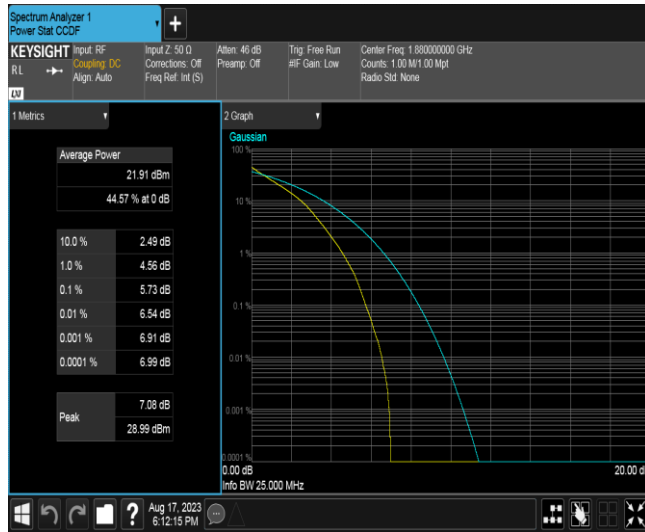 Spectrum Analyzer 1
Power Stat CCDF
+
KEYSIGHT
Input: RF
Input Z: 50 Ω
Atten: 46 dB
Trig: Free Run
Center Freq: 1.880000000 GHz
RL
Coupling: DC
Corrections: Off
Preamp: Off
#IF Gain: Low
Counts: 1.00 M/1.00 Mpt
Align: Auto
Freq Ref: Int (S)
Radio Std: None
LXI
1 Metrics
2 Graph
Average Power
21.91 dBm
44.57 % at 0 dB
10.0 % 2.49 dB
1.0 % 4.56 dB
0.1 % 5.73 dB
0.01 % 6.54 dB
0.001 % 6.91 dB
0.0001 % 6.99 dB
Peak
7.08 dB
28.99 dBm
Gaussian
100 %
10 %
1 %
0.1 %
0.01 %
0.001 %
0.0001 %
0.00 dB
20.00 d
Info BW 25.000 MHz
?
Aug 17, 2023
6:12:15 PM